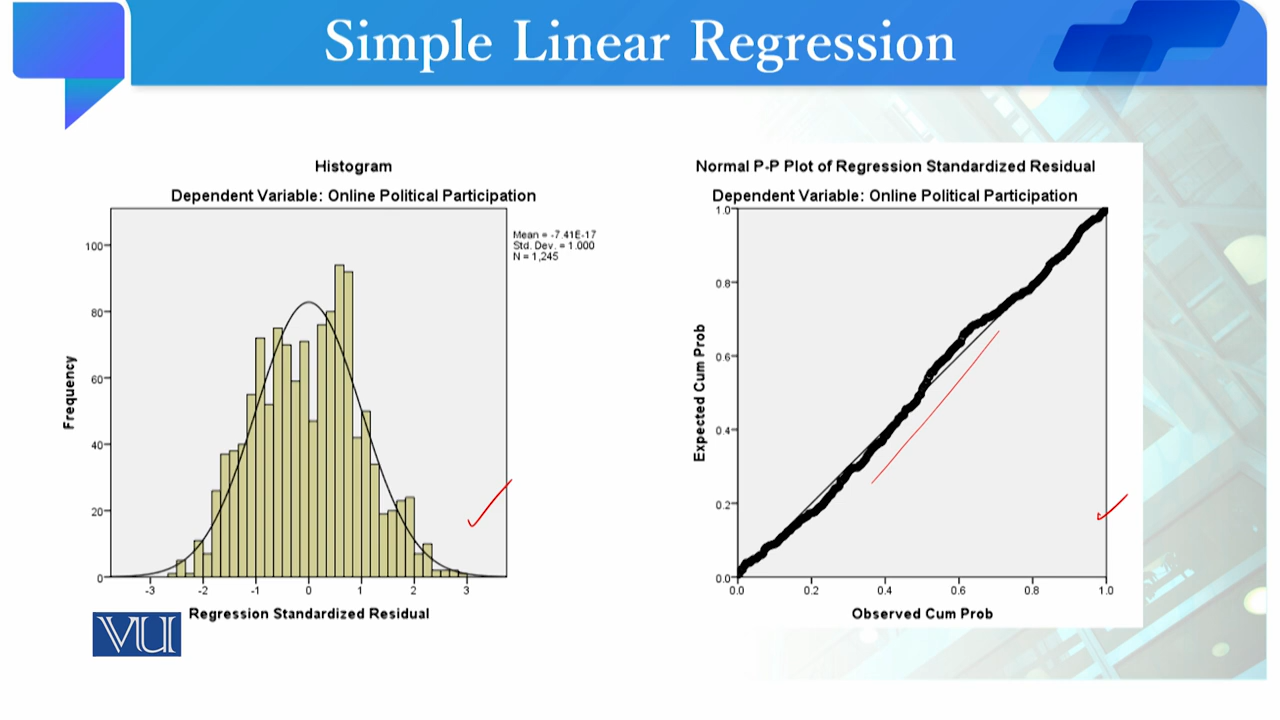 Simple Linear Regression
Histogram
Dependent Variable: Online Political Participation
Mean = -7.41E-17
Std. Dev. = 1.000
N = 1,245
Frequency
100
80
60
40
20
0
-3 -2 -1 0 1 2 3
Regression Standardized Residual
Normal P-P Plot of Regression Standardized Residual
Dependent Variable: Online Political Participation
Expected Cum Prob
1.0
0.8
0.6
0.4
0.2
0.0
0.0 0.2 0.4 0.6 0.8 1.0
Observed Cum Prob
VU